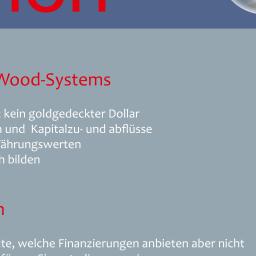 Wood-Systems
kein goldgedeckter Dollar
und Kapitalzu- und abflüsse
ährungswerten
bilden
te, welche Finanzierungen anbieten aber nicht